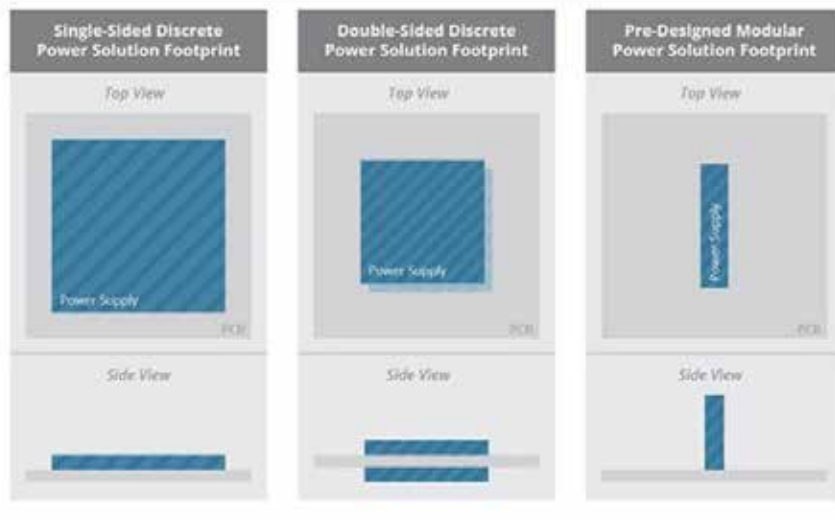 Single-Sided Discrete
Power Solution Footprint
Top View
Power Supply
PCB
Side View
Double-Sided Discrete
Power Solution Footprint
Top View
Power Supply
PCB
Side View
Pre-Designed Modular
Power Solution Footprint
Top View
Power Supply
PCB
Side View